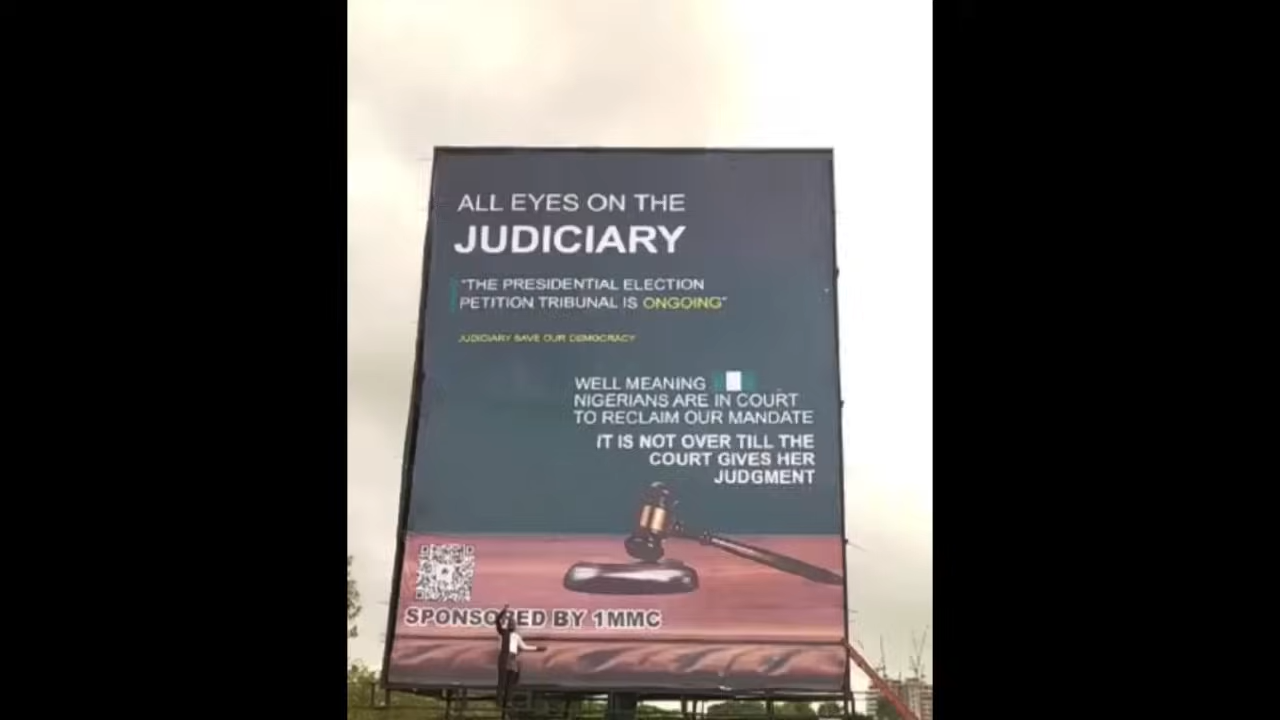 ALL EYES ON THE
JUDICIARY
"THE PRESIDENTIAL ELECTION
PETITION TRIBUNAL IS ONGOING"
JUDICIARY SAVE OUR DEMOCRACY
WELL MEANING
NIGERIANS ARE IN COURT
TO RECLAIM OUR MANDATE
IT IS NOT OVER TILL THE
COURT GIVES HER
JUDGMENT
SPONSORED BY 1MMC